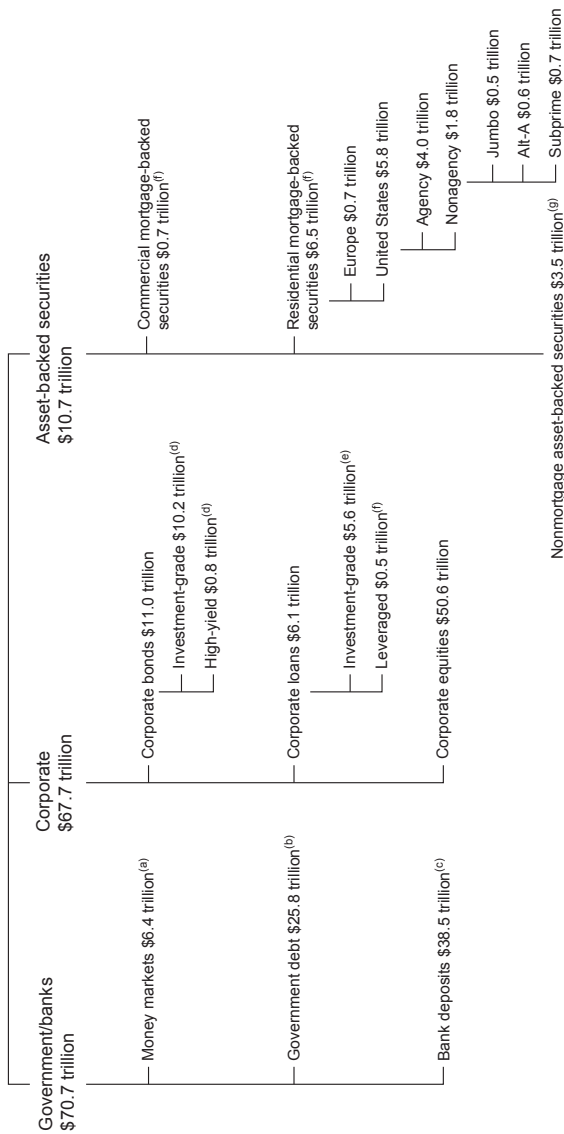 Government/banks
$70.7 trillion
Money markets $6.4 trillion(a)
Government debt $25.8 trillion(b)
Bank deposits $38.5 trillion(c)
Corporate
$67.7 trillion
Corporate bonds $11.0 trillion
Investment-grade $10.2 trillion(d)
High-yield $0.8 trillion(d)
Corporate loans $6.1 trillion
Investment-grade $5.6 trillion(e)
Leveraged $0.5 trillion(f)
Corporate equities $50.6 trillion
Asset-backed securities
$10.7 trillion
Commercial mortgage-backed
securities $0.7 trillion(f)
Residential mortgage-backed
securities $6.5 trillion(f)
Europe $0.7 trillion
United States $5.8 trillion
Agency $4.0 trillion
Nonagency $1.8 trillion
Jumbo $0.5 trillion
Alt-A $0.6 trillion
Subprime $0.7 trillion
Nonmortgage asset-backed securities $3.5 trillion(g)